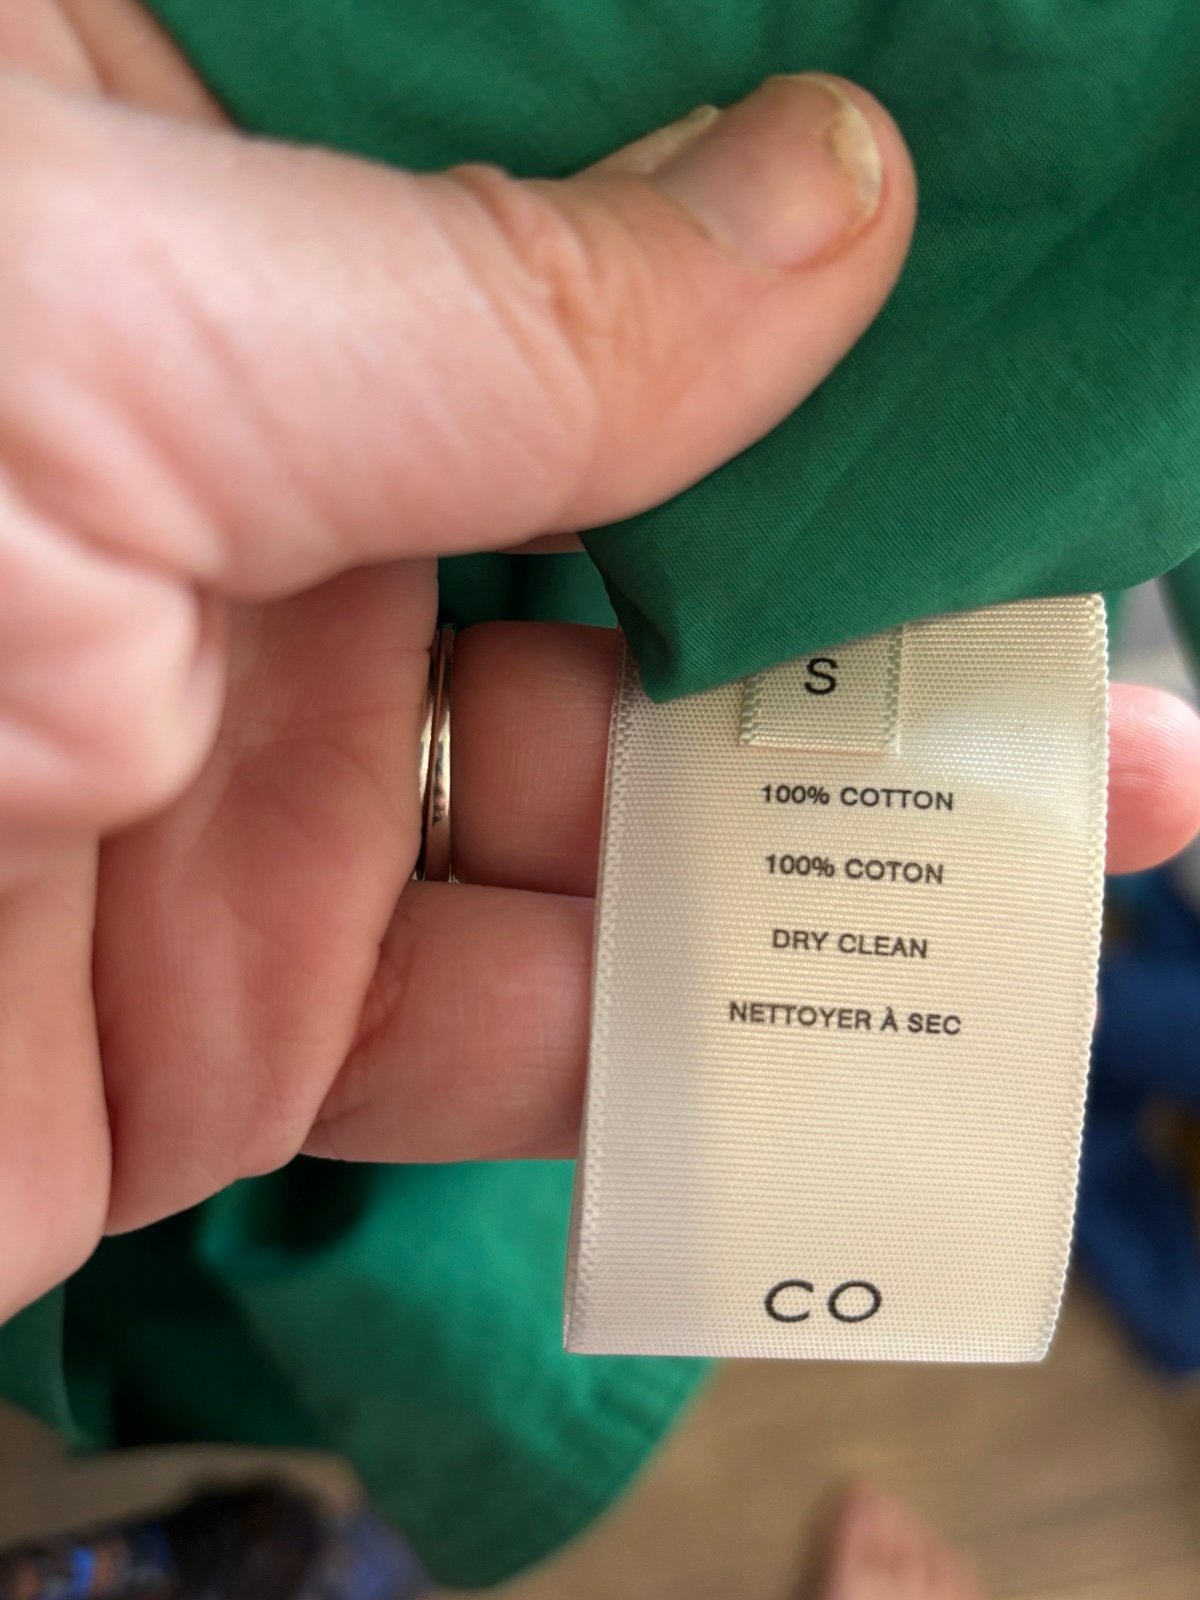 S
100% COTTON
100% COTON
DRY CLEAN
NETTOYER À SEC
CO